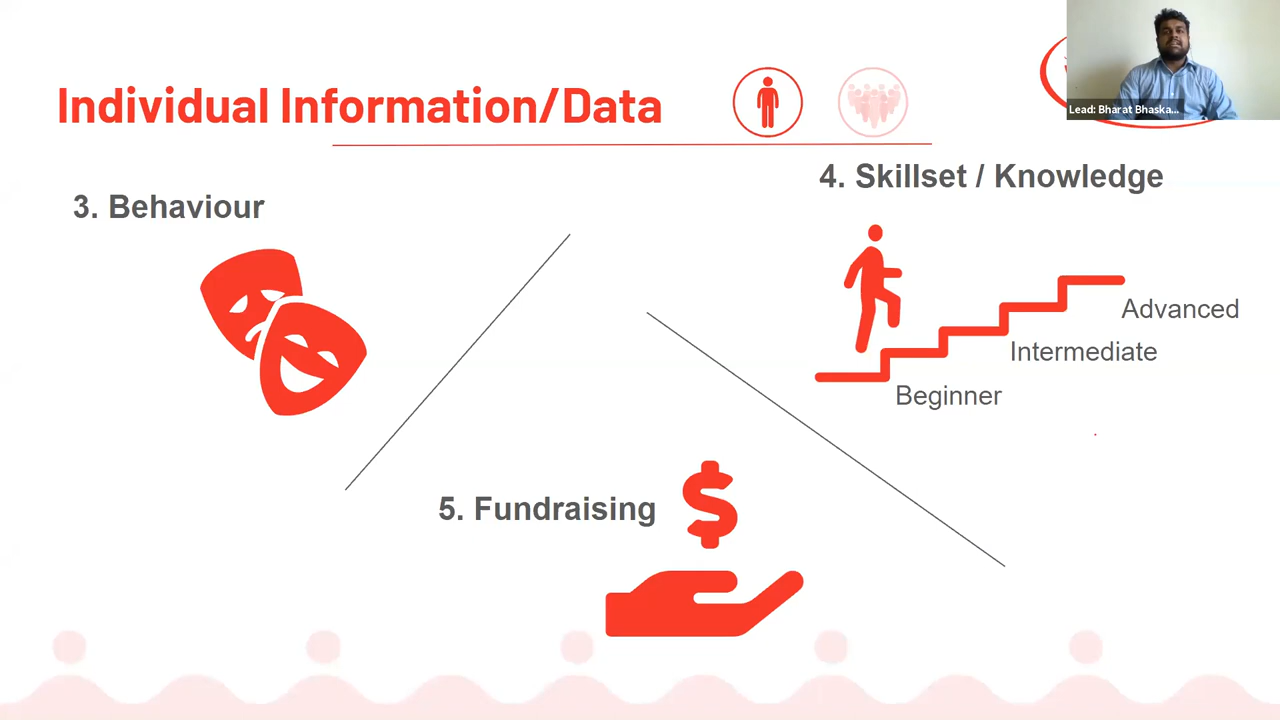 Individual Information/Data
Lead: Bharat Bhaska...
3. Behaviour
4. Skillset / Knowledge
Advanced
Intermediate
Beginner
5. Fundraising
$